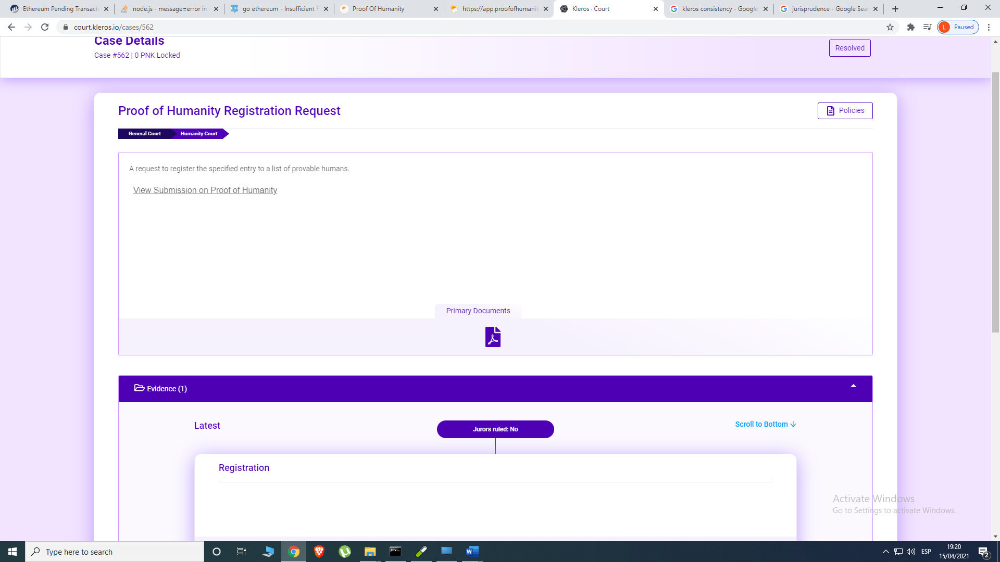 Ethereum Pending Transacti
node.js - message=error in
go ethereum - Insufficient F
Proof Of Humanity
https://app.proofofhumanit
Kleros · Court
kleros consistency - Google
jurisprudence - Google Sea
court.kleros.io/cases/562
L
Paused
Case Details
Case #562 | 0 PNK Locked
Resolved
Proof of Humanity Registration Request
Policies
General Court
Humanity Court
A request to register the specified entry to a list of provable humans.
View Submission on Proof of Humanity
Primary Documents
Evidence (1)
Latest
Jurors ruled: No
Scroll to Bottom
Registration
Activate Windows
Go to Settings to activate Windows.
Type here to search
ESP
19:20
15/04/2021
2